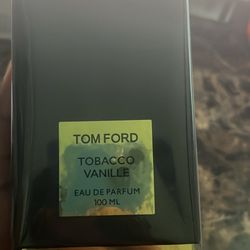 TOM FORD
TOBACCO
VANILLE
EAU DE PARFUM
100 ML